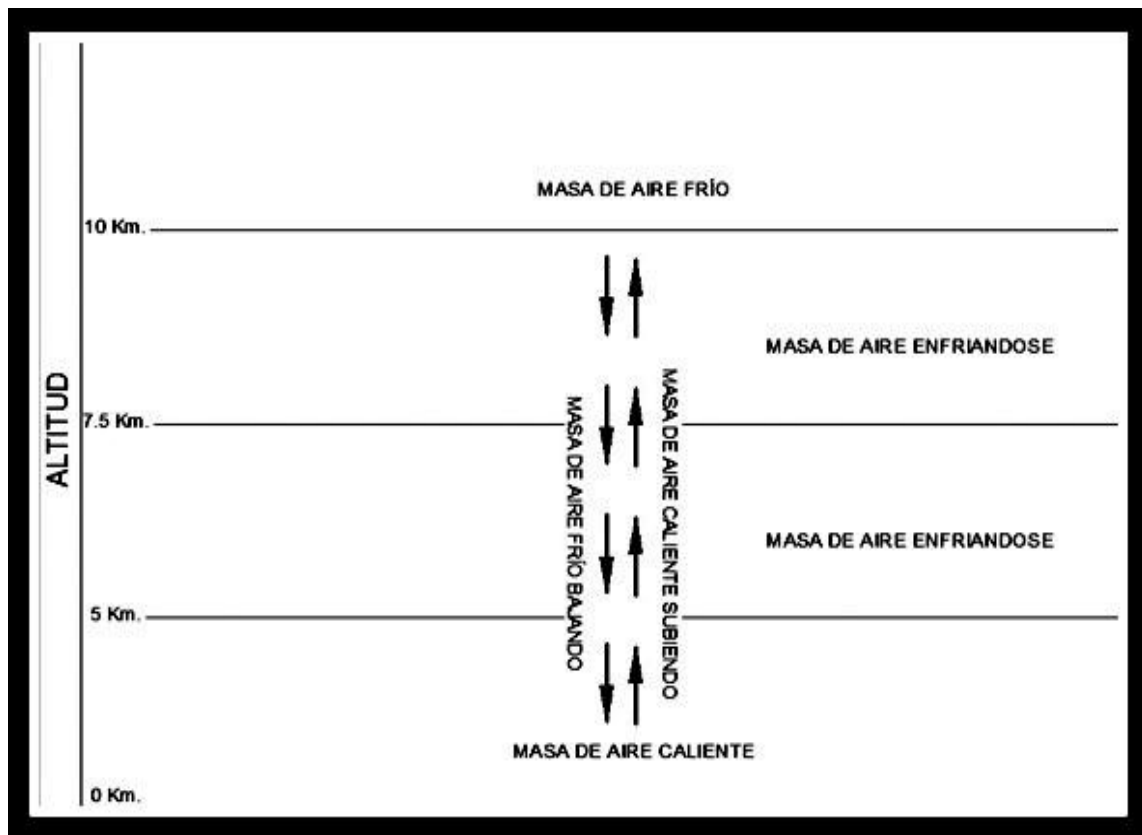 MASA DE AIRE FRÍO
10 Km.
MASA DE AIRE ENFRIANDOSE
ALTITUD
7.5 Km.
MASA DE AIRE FRÍO BAJANDO
MASA DE AIRE CALIENTE SUBIENDO
MASA DE AIRE ENFRIANDOSE
5 Km.
MASA DE AIRE CALIENTE
0 Km.